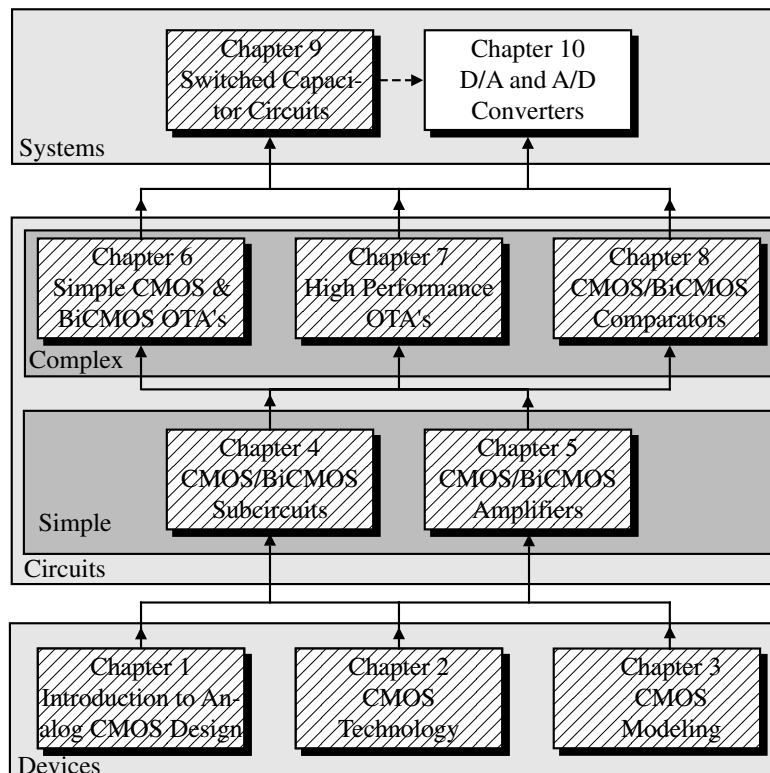 Chapter 9
Switched Capaci-
tor Circuits
Chapter 10
D/A and A/D
Converters
Systems
Chapter 6
Simple CMOS &
BiCMOS OTA's
Chapter 7
High Performance
OTA's
Chapter 8
CMOS/BiCMOS
Comparators
Complex
Chapter 4
CMOS/BiCMOS
Subcircuits
Chapter 5
CMOS/BiCMOS
Amplifiers
Simple
Circuits
Chapter 1
Introduction to An-
alog CMOS Design
Chapter 2
CMOS
Technology
Chapter 3
CMOS
Modeling
Devices